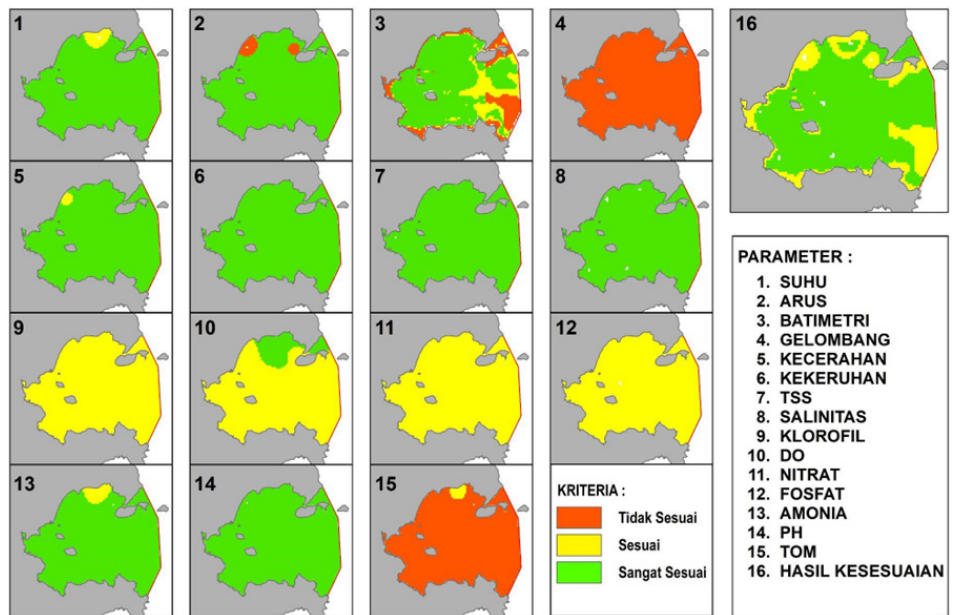 1
2
3
4
16
5
6
7
8
PARAMETER :
1. SUHU
2. ARUS
3. BATIMETRI
4. GELOMBANG
5. KECERAHAN
6. KEKERUHAN
7. TSS
8. SALINITAS
9. KLOROFIL
10. DO
11. NITRAT
12. FOSFAT
13. AMONIA
14. PH
15. TOM
16. HASIL KESESUAIAN
9
10
11
12
13
14
15
KRITERIA :
Tidak Sesuai
Sesuai
Sangat Sesuai